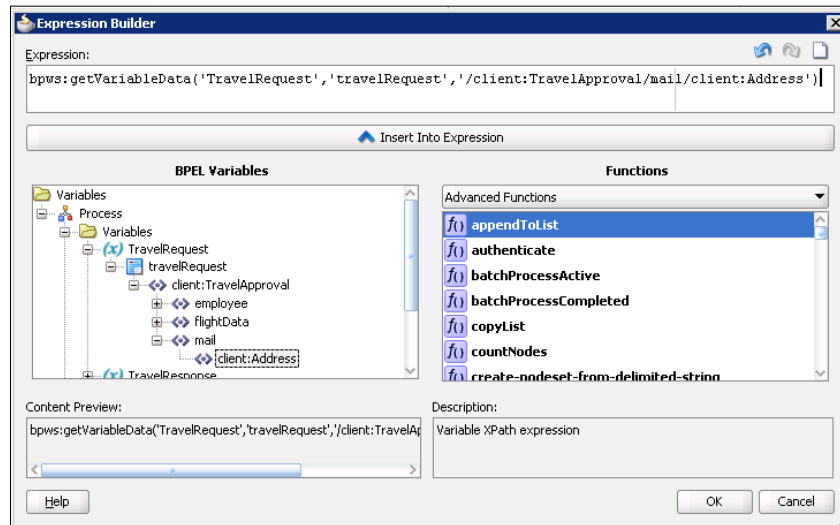 Expression Builder
Expression:
bpws:getVariableData('TravelRequest','travelRequest','/client:TravelApproval/mail/client:Address')
Insert Into Expression
BPEL Variables
Functions
Variables
Process
Variables
TravelRequest
travelRequest
client:TravelApproval
employee
flightData
mail
client:Address
TravelResponse
Advanced Functions
f() appendToList
f() authenticate
f() batchProcessActive
f() batchProcessCompleted
f() copyList
f() countNodes
f() create-nodeset-from-delimited-string
Content Preview:
bpws:getVariableData('TravelRequest','travelRequest','/client:TravelAp
Description:
Variable XPath expression
Help
OK
Cancel